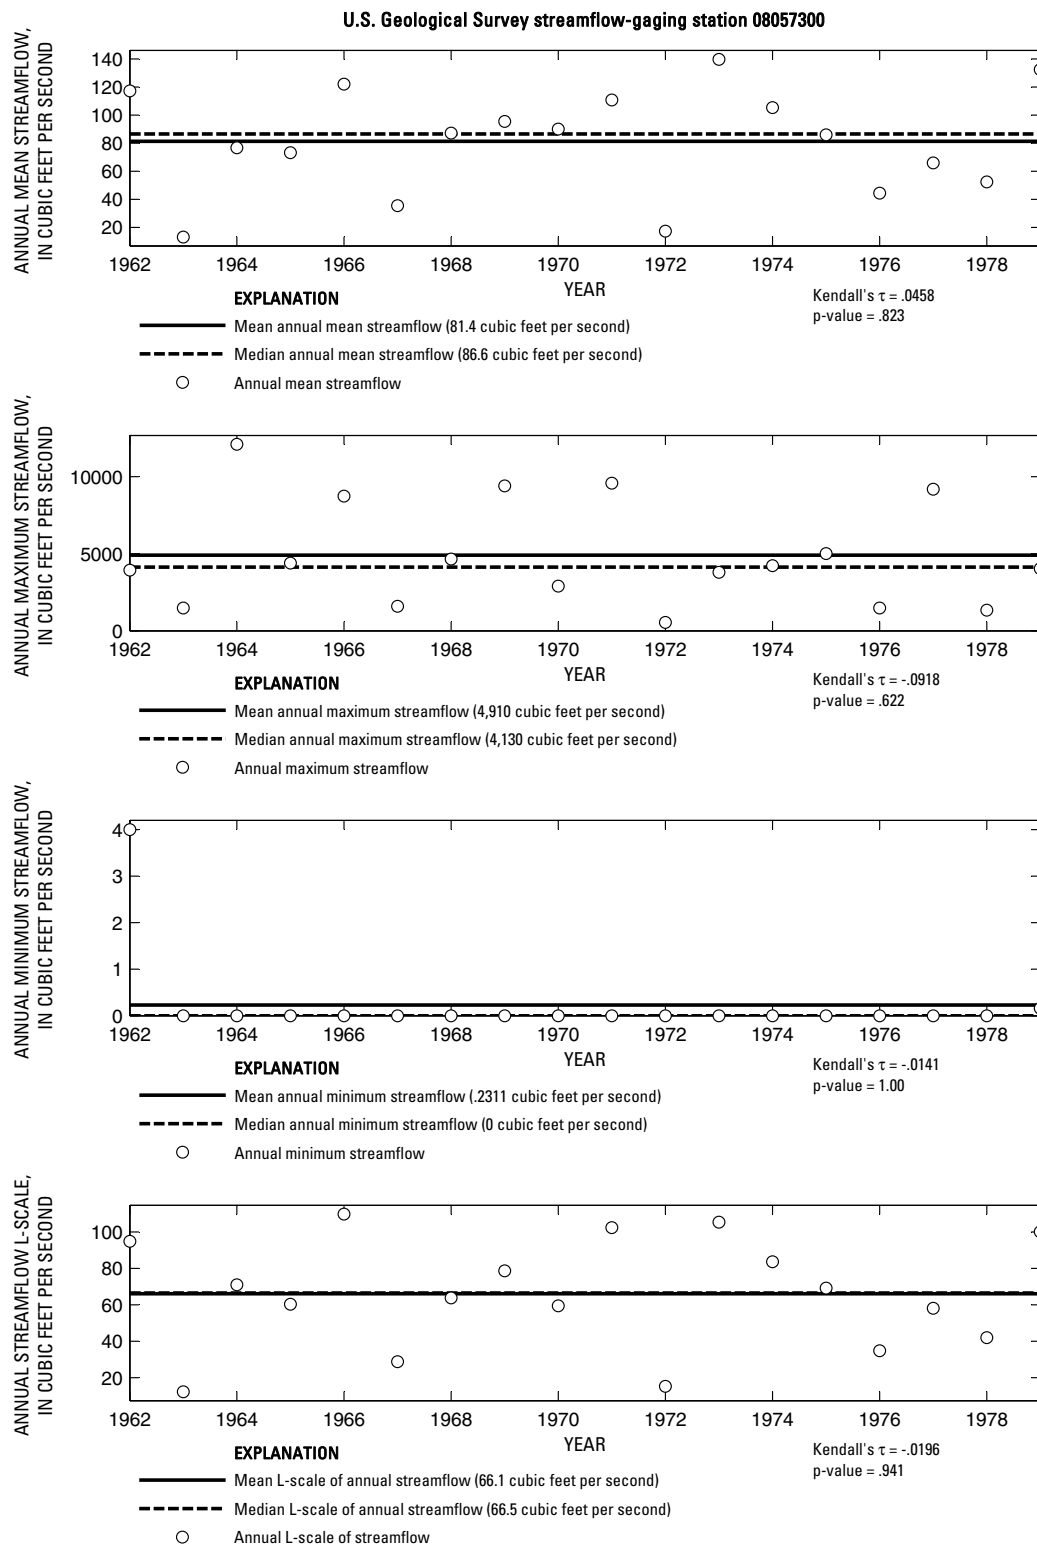 U.S. Geological Survey streamflow-gaging station 08057300
ANNUAL MEAN STREAMFLOW,
IN CUBIC FEET PER SECOND
140
120
100
80
60
40
20
1962 1964 1966 1968 1970 1972 1974 1976 1978
YEAR
EXPLANATION
Mean annual mean streamflow (81.4 cubic feet per second)
Median annual mean streamflow (86.6 cubic feet per second)
Annual mean streamflow
Kendall's τ = .0458
p-value = .823
ANNUAL MAXIMUM STREAMFLOW,
IN CUBIC FEET PER SECOND
10000
5000
0
1962 1964 1966 1968 1970 1972 1974 1976 1978
YEAR
EXPLANATION
Mean annual maximum streamflow (4,910 cubic feet per second)
Median annual maximum streamflow (4,130 cubic feet per second)
Annual maximum streamflow
Kendall's τ = -.0918
p-value = .622
ANNUAL MINIMUM STREAMFLOW,
IN CUBIC FEET PER SECOND
4
3
2
1
0
1962 1964 1966 1968 1970 1972 1974 1976 1978
YEAR
EXPLANATION
Mean annual minimum streamflow (.2311 cubic feet per second)
Median annual minimum streamflow (0 cubic feet per second)
Annual minimum streamflow
Kendall's τ = -.0141
p-value = 1.00
ANNUAL STREAMFLOW L-SCALE,
IN CUBIC FEET PER SECOND
100
80
60
40
20
1962 1964 1966 1968 1970 1972 1974 1976 1978
YEAR
EXPLANATION
Mean L-scale of annual streamflow (66.1 cubic feet per second)
Median L-scale of annual streamflow (66.5 cubic feet per second)
Annual L-scale of streamflow
Kendall's τ = -.0196
p-value = .941